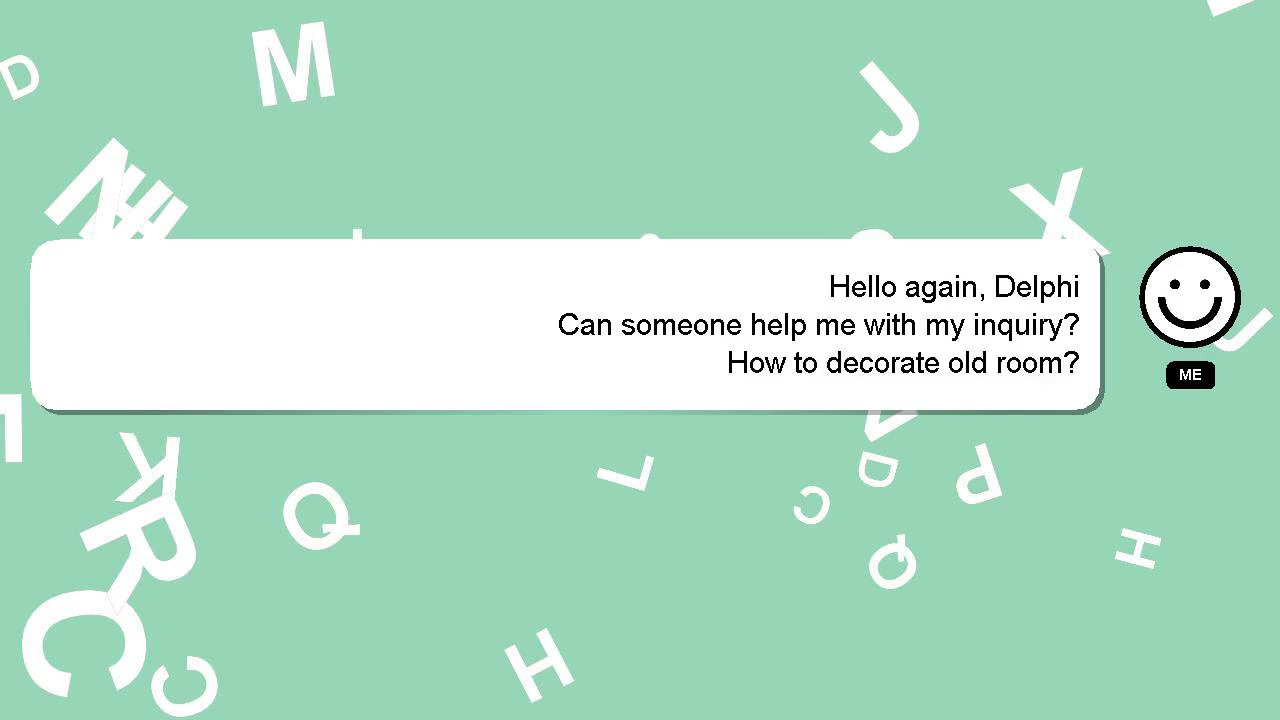 Hello again, Delphi
Can someone help me with my inquiry?
How to decorate old room?
ME